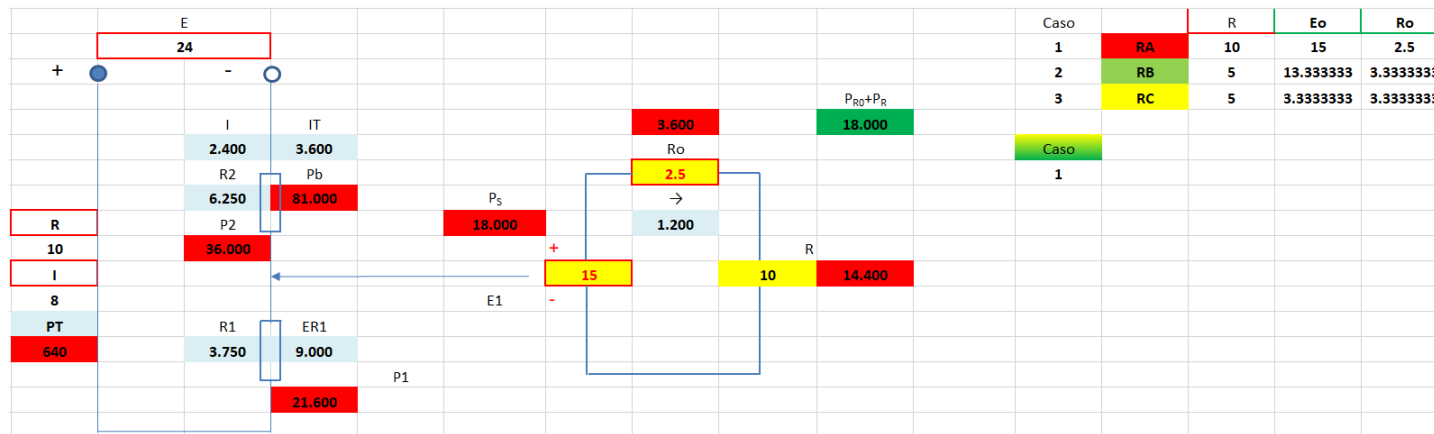 E Caso R Eo Ro
24 1 RA 10 15 2.5
+ - 2 RB 5 13.333333 3.3333333
3 RC 5 3.3333333 3.3333333
PR0+PR
I IT 3.600 18.000
2.400 3.600 Ro Caso
R2 Pb 2.5 1
6.250 81.000 PS →
R P2 18.000 1.200
10 36.000 + R
I 15 10 14.400
8 E1 -
PT R1 ER1
640 3.750 9.000
P1
21.600